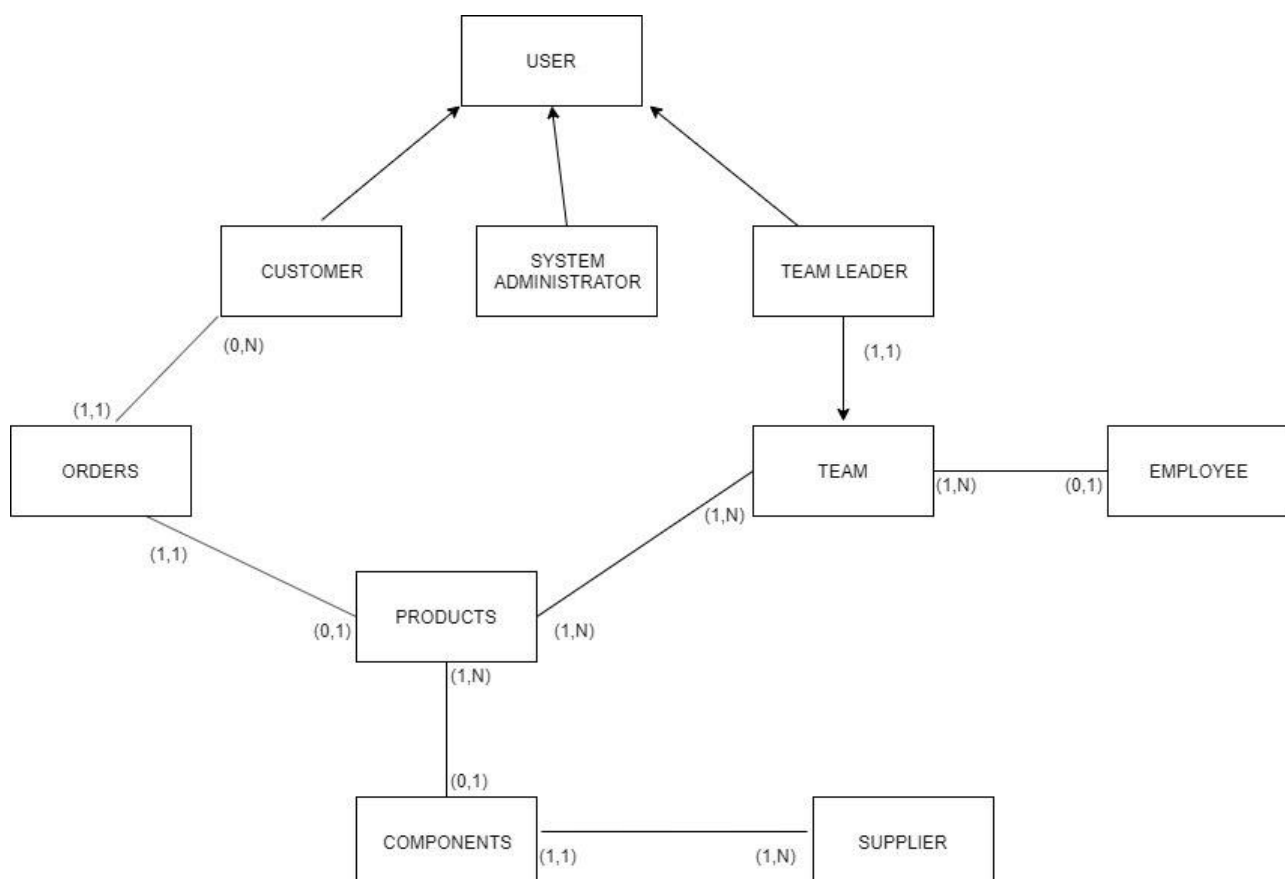 USER
CUSTOMER
SYSTEM
ADMINISTRATOR
TEAM LEADER
(0,N)
(1,1)
(1,1)
ORDERS
TEAM
EMPLOYEE
(1,N)
(0,1)
(1,N)
(1,1)
PRODUCTS
(0,1)
(1,N)
(1,N)
(0,1)
COMPONENTS
SUPPLIER
(1,1)
(1,N)